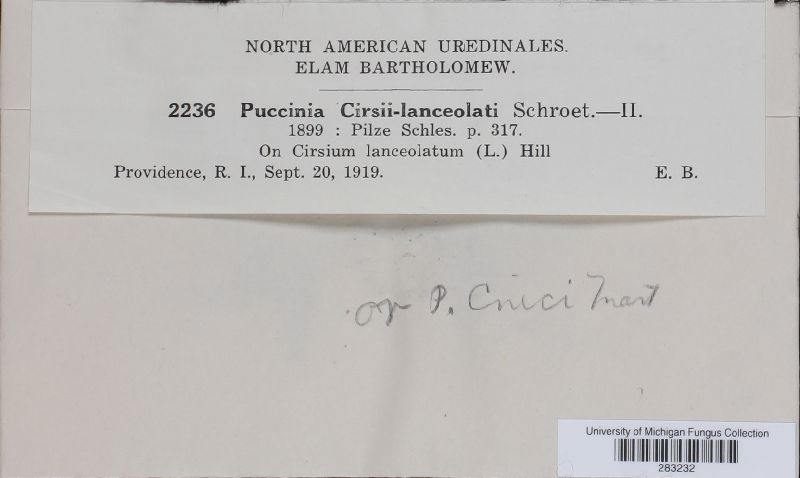 NORTH AMERICAN UREDINALES.
ELAM BARTHOLOMEW.
2236 Puccinia Cirsii-lanceolati Schroet.—II.
1899 : Pilze Schles. p. 317.
On Cirsium lanceolatum (L.) Hill
Providence, R. I., Sept. 20, 1919. E. B.
or P. Cnici Mart
University of Michigan Fungus Collection
283232